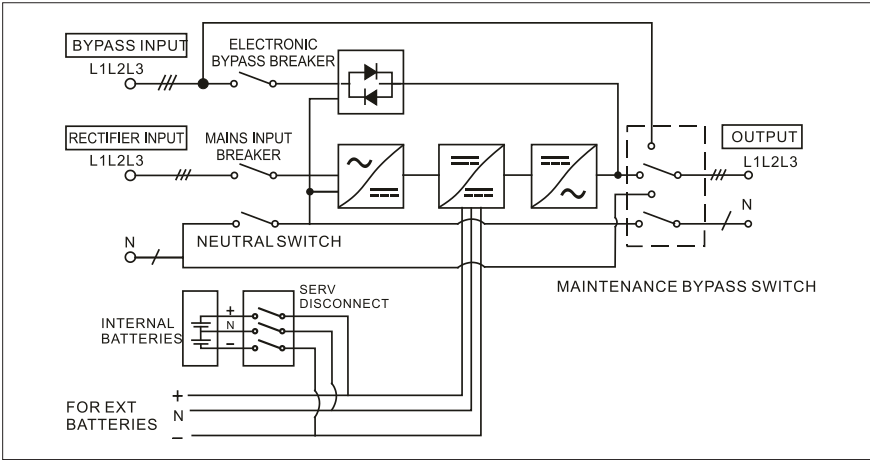 BYPASS INPUT
L1L2L3
ELECTRONIC
BYPASS BREAKER
RECTIFIER INPUT
L1L2L3
MAINS INPUT
BREAKER
OUTPUT
L1L2L3
N
N
NEUTRAL SWITCH
MAINTENANCE BYPASS SWITCH
SERV
DISCONNECT
INTERNAL
BATTERIES
+
N
–
FOR EXT
BATTERIES
+
N
–